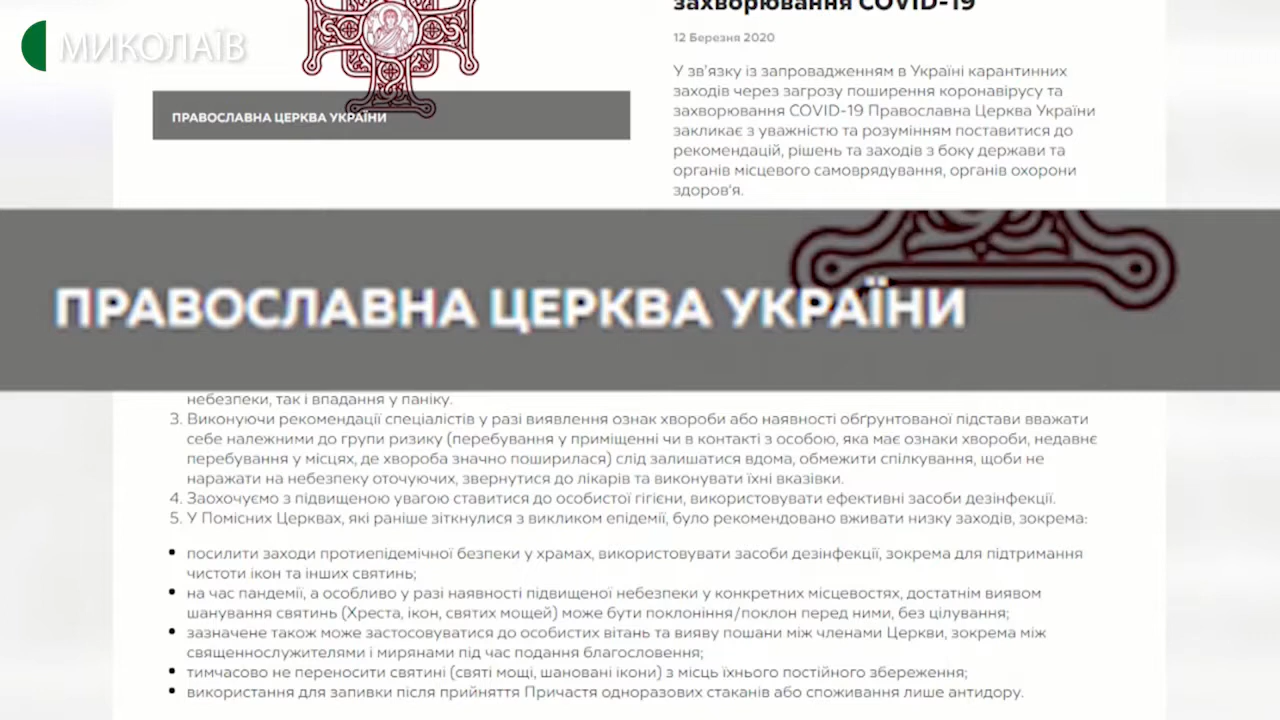 МИКОЛАЇВ
захворювання COVID-19
12 Березня 2020
У зв'язку із запровадженням в Україні карантинних
заходів через загрозу поширення коронавірусу та
захворювання COVID-19 Православна Церква України
закликає з уважністю та розумінням поставитися до
рекомендацій, рішень та заходів з боку держави та
органів місцевого самоврядування, органів охорони
здоров'я.
ПРАВОСЛАВНА ЦЕРКВА УКРАЇНИ
ПРАВОСЛАВНА ЦЕРКВА УКРАЇНИ
небезпеки, так і впадання у паніку.
3. Виконуючи рекомендації спеціалістів у разі виявлення ознак хвороби або наявності обґрунтованої підстави вважати
себе належними до групи ризику (перебування у приміщенні чи в контакті з особою, яка має ознаки хвороби, недавнє
перебування у місцях, де хвороба значно поширилася) слід залишатися вдома, обмежити спілкування, щоби не
наражати на небезпеку оточуючих, звернутися до лікарів та виконувати їхні вказівки.
4. Заохочуємо з підвищеною увагою ставитися до особистої гігієни, використовувати ефективні засоби дезінфекції.
5. У Помісних Церквах, які раніше зіткнулися з викликом епідемії, було рекомендовано вживати низку заходів, зокрема:
• посилити заходи протиепідемічної безпеки у храмах, використовувати засоби дезінфекції, зокрема для підтримання
чистоти ікон та інших святинь;
• на час пандемії, а особливо у разі наявності підвищеної небезпеки у конкретних місцевостях, достатнім виявом
шанування святинь (Хреста, ікон, святих мощей) може бути поклоніння/поклон перед ними, без цілування;
• зазначене також може застосовуватися до особистих вітань та вияву пошани між членами Церкви, зокрема між
священнослужителями і мирянами під час подання благословення;
• тимчасово не переносити святині (святі мощі, шановані ікони) з місць їхнього постійного збереження;
• використання для запивки після прийняття Причастя одноразових стаканів або споживання лише антидору.